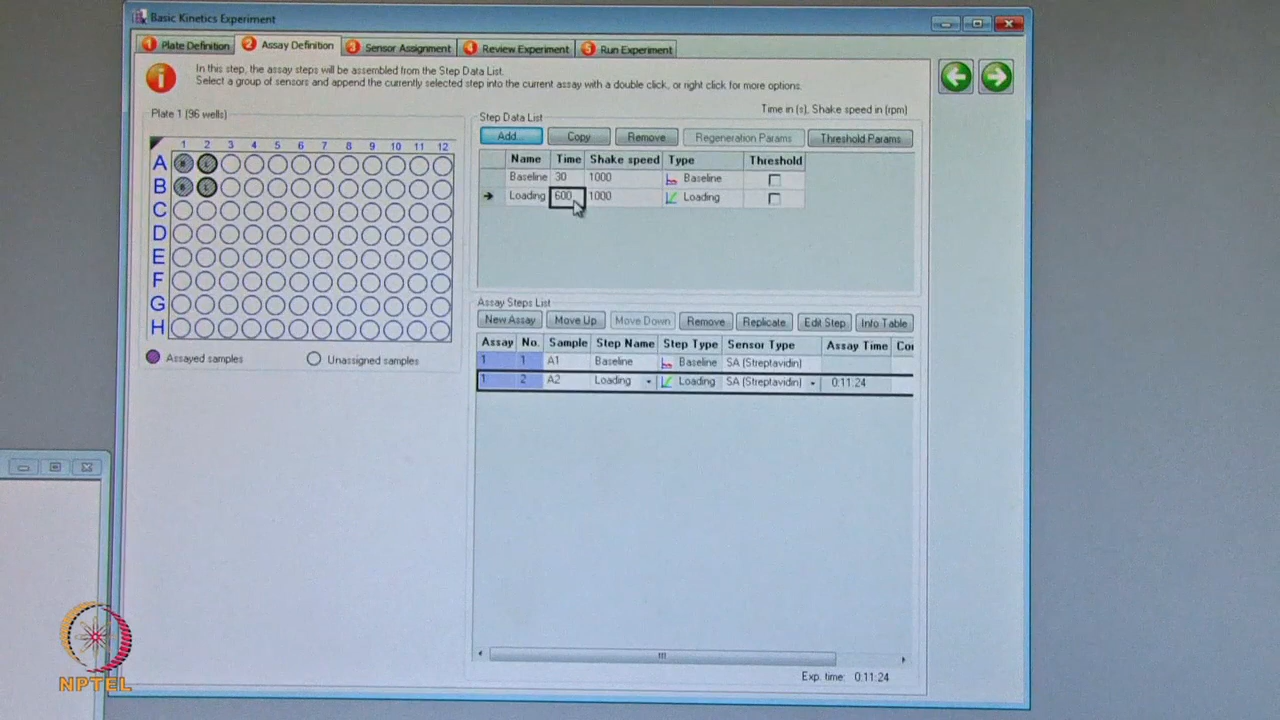 Basic Kinetics Experiment
1 Plate Definition 2 Assay Definition 3 Sensor Assignment 4 Review Experiment 5 Run Experiment
In this step, the assay steps will be assembled from the Step Data List.
Select a group of sensors and append the currently selected step into the current assay with a double click, or right click for more options.
Plate 1 (96 wells)
Time in (s), Shake speed in (rpm)
Step Data List
Add... Copy Remove Regeneration Params Threshold Params
Name Time Shake speed Type Threshold
Baseline 30 1000 Baseline
Loading 600 1000 Loading
1 2 3 4 5 6 7 8 9 10 11 12
A
B
C
D
E
F
G
H
Assayed samples Unassigned samples
Assay Steps List
New Assay Move Up Move Down Remove Replicate Edit Step Info Table
Assay No. Sample Step Name Step Type Sensor Type Assay Time Cor
1 1 A1 Baseline Baseline SA (Streptavidin)
1 2 A2 Loading Loading SA (Streptavidin) 0:11:24
Exp. time: 0:11:24
NPTEL